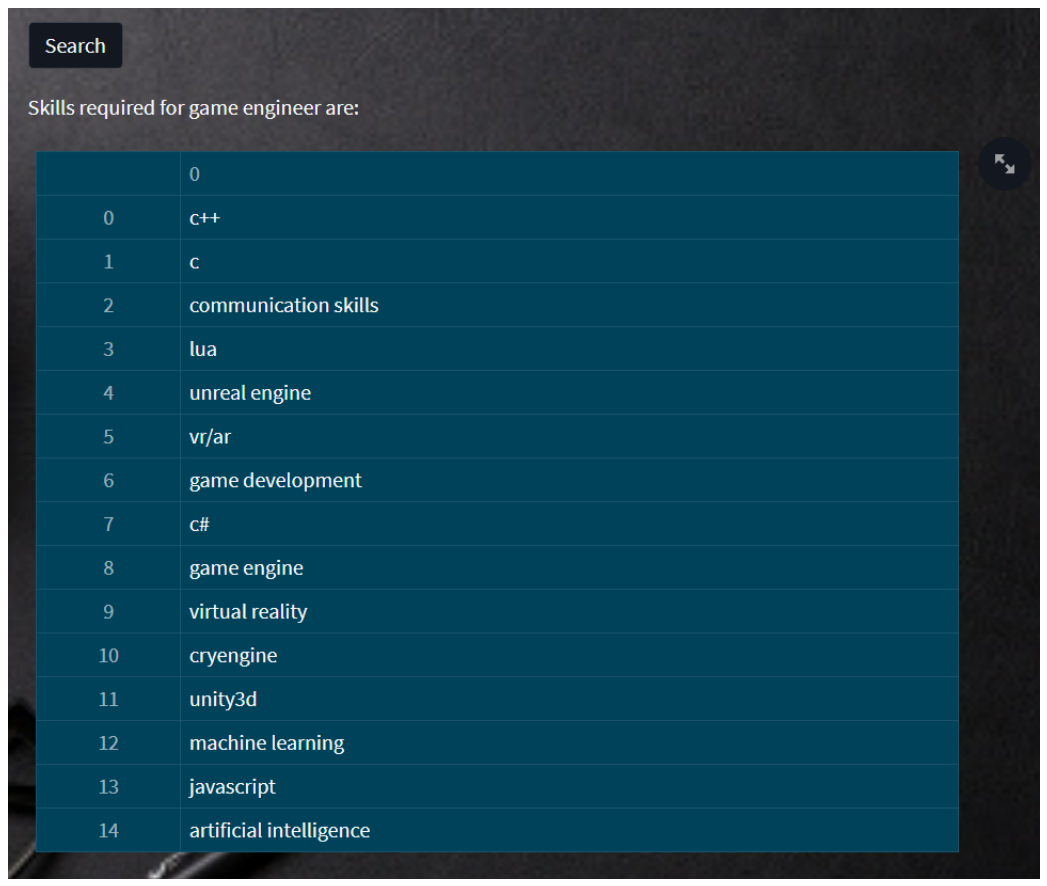 Search
Skills required for game engineer are:
0
0 c++
1 c
2 communication skills
3 lua
4 unreal engine
5 vr/ar
6 game development
7 c#
8 game engine
9 virtual reality
10 cryengine
11 unity3d
12 machine learning
13 javascript
14 artificial intelligence